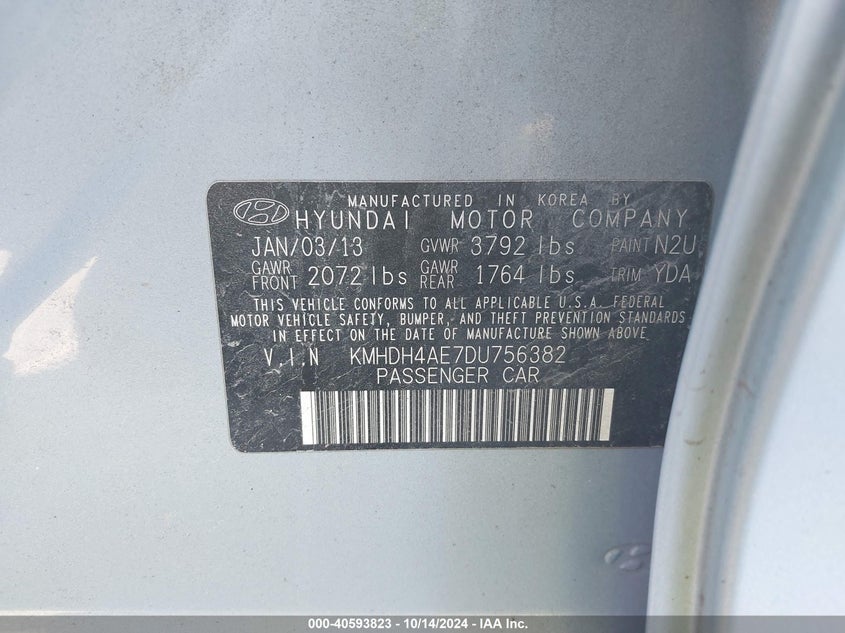 MANUFACTURED IN KOREA BY
HYUNDAI MOTOR COMPANY
JAN/03/13 GVWR 3792 lbs PAINT N2U
GAWR FRONT 2072 lbs GAWR REAR 1764 lbs TRIM YDA
THIS VEHICLE CONFORMS TO ALL APPLICABLE U.S.A. FEDERAL
MOTOR VEHICLE SAFETY, BUMPER, AND THEFT PREVENTION STANDARDS
IN EFFECT ON THE DATE OF MANUFACTURE SHOWN ABOVE
V.I.N KMHDH4AE7DU756382
PASSENGER CAR
000-40593823 | 10/14/2024 - IAA Inc.